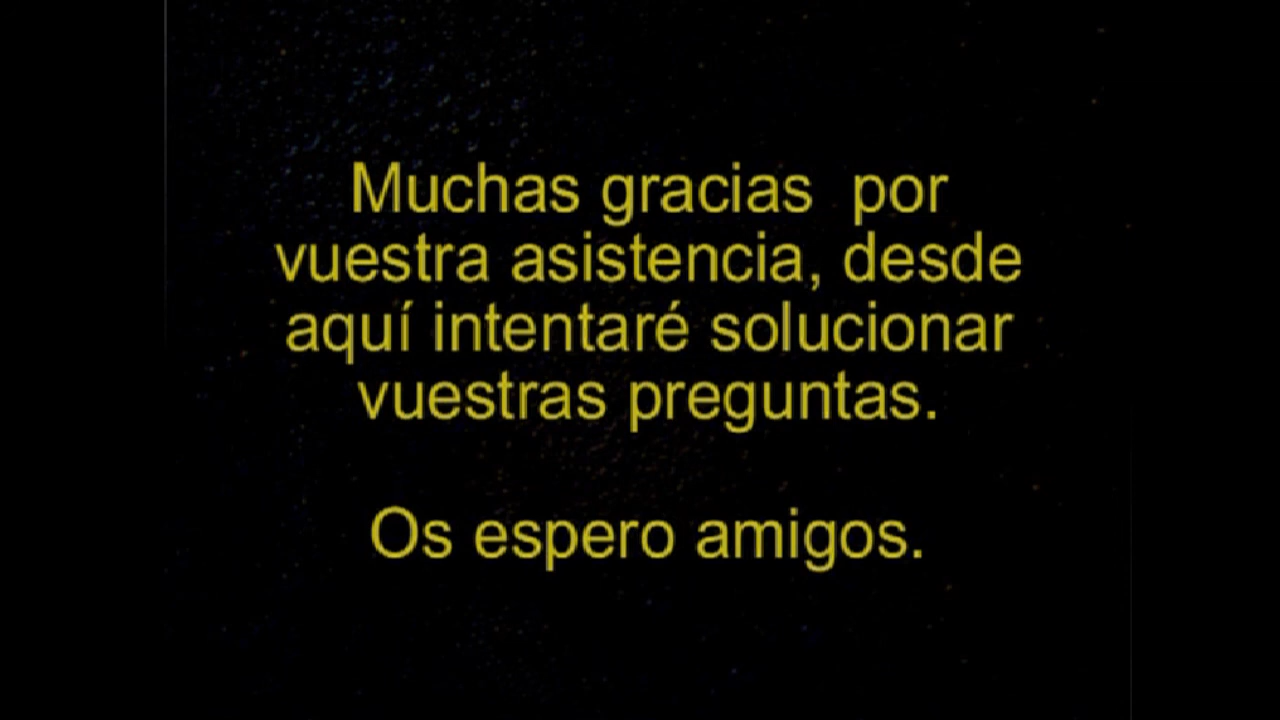 Muchas gracias  por
vuestra asistencia, desde
aquí intentaré solucionar
vuestras preguntas.
Os espero amigos.